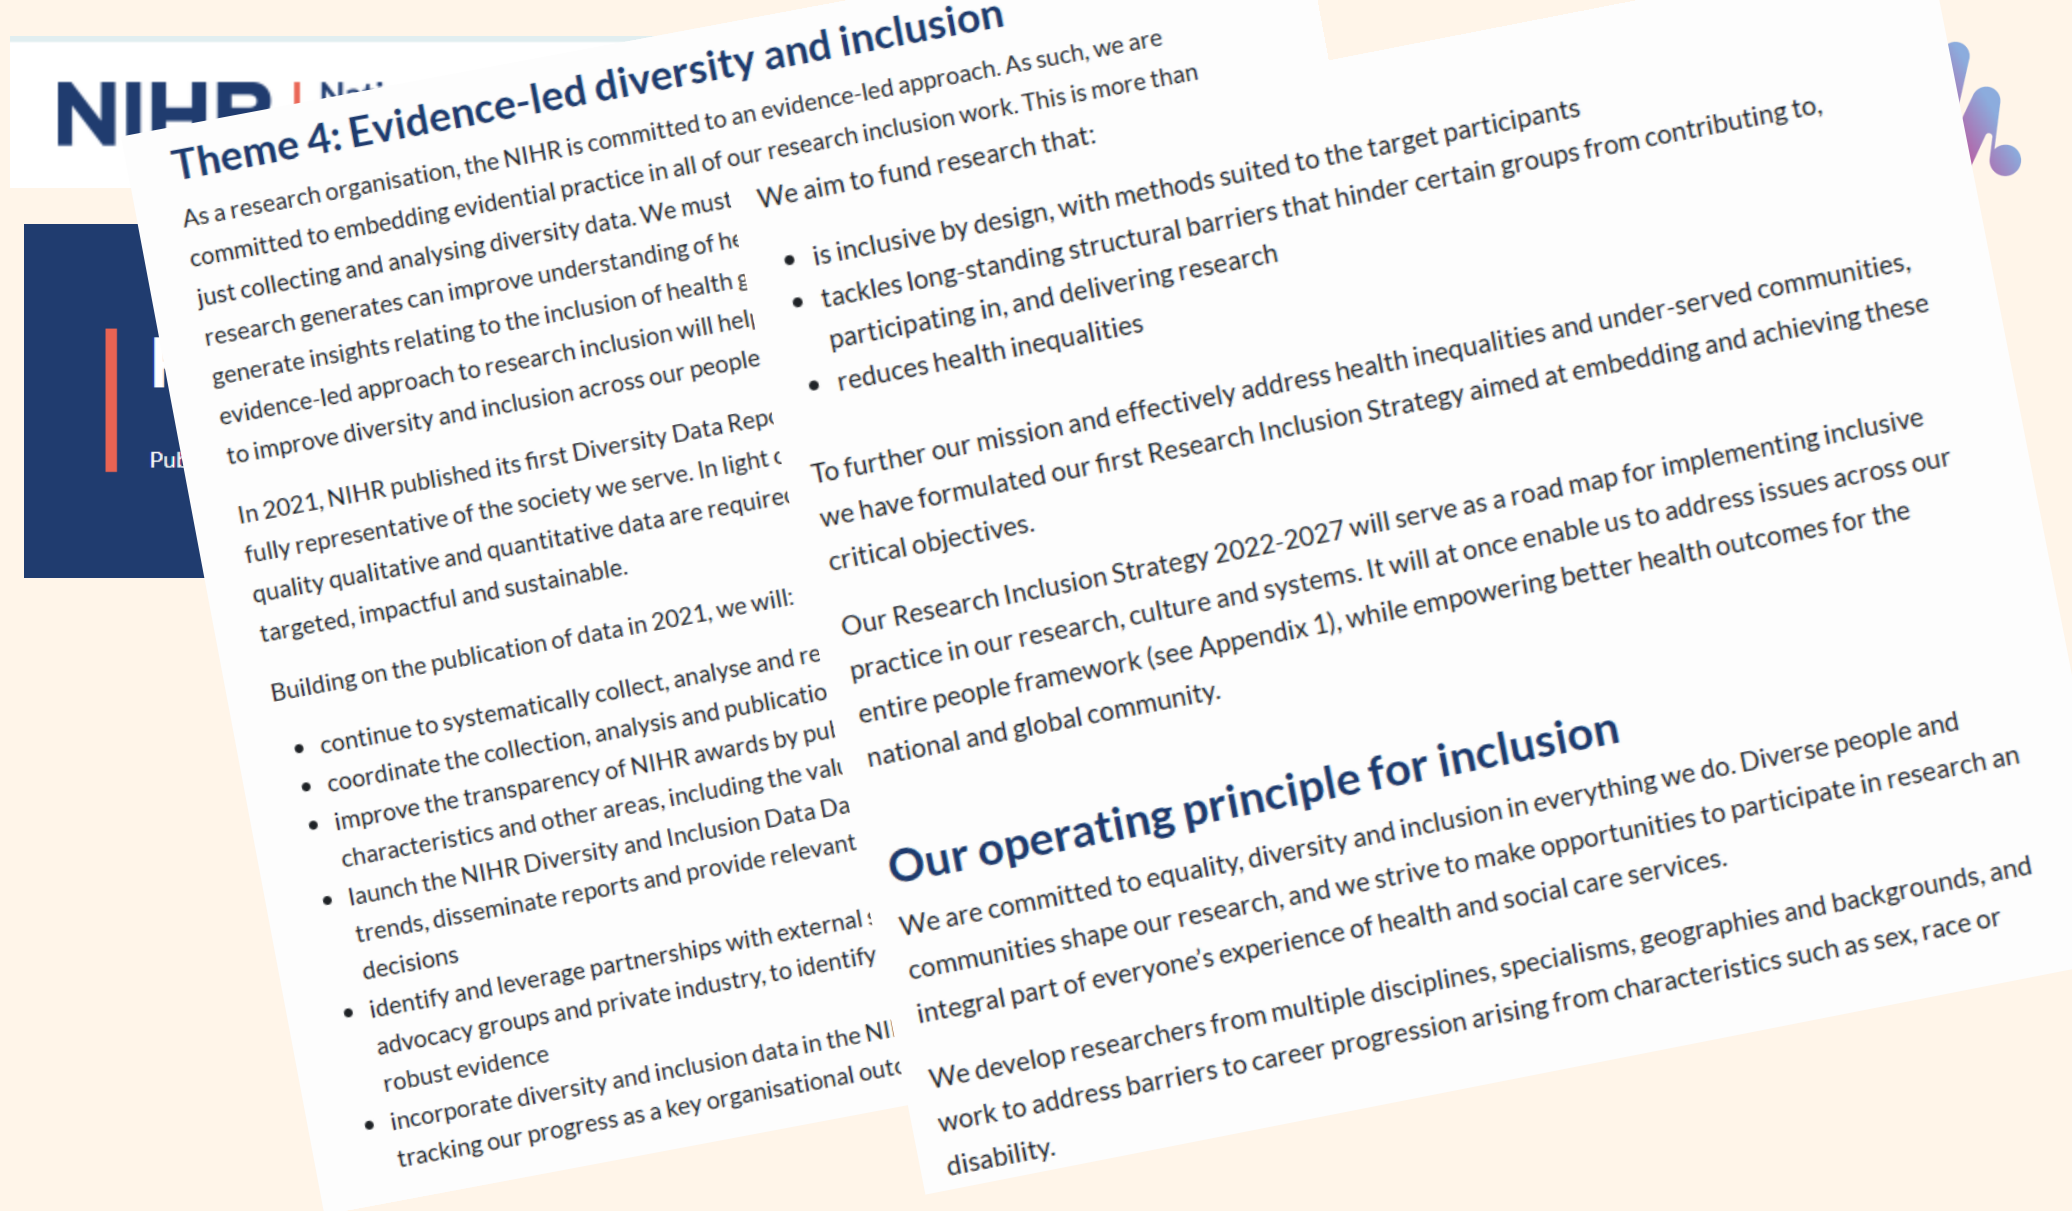 NIHR
Theme 4: Evidence-led diversity and inclusion
As a research organisation, the NIHR is committed to an evidence-led approach. As such, we are
committed to embedding evidential practice in all of our research inclusion work. This is more than
just collecting and analysing diversity data. We must
research generates can improve understanding of
generate insights relating to the inclusion of health
evidence-led approach to research inclusion will
to improve diversity and inclusion across our people
In 2021, NIHR published its first Diversity Data
fully representative of the society we serve. In light
quality qualitative and quantitative data are
targeted, impactful and sustainable.
Building on the publication of data in 2021, we will:
• continue to systematically collect, analyse and
• coordinate the collection, analysis and
• improve the transparency of NIHR awards by
characteristics and other areas, including the
• launch the NIHR Diversity and Inclusion Data
trends, disseminate reports and provide relevant
decisions
• identify and leverage partnerships with external
advocacy groups and private industry, to identify
robust evidence
• incorporate diversity and inclusion data in the
tracking our progress as a key organisational
We aim to fund research that:
• is inclusive by design, with methods suited to the target participants
• tackles long-standing structural barriers that hinder certain groups from contributing to,
participating in, and delivering research
• reduces health inequalities
To further our mission and effectively address health inequalities and under-served communities,
we have formulated our first Research Inclusion Strategy aimed at embedding and achieving these
critical objectives.
Our Research Inclusion Strategy 2022-2027 will serve as a road map for implementing inclusive
practice in our research, culture and systems. It will at once enable us to address issues across our
entire people framework (see Appendix 1), while empowering better health outcomes for the
national and global community.
Our operating principle for inclusion
We are committed to equality, diversity and inclusion in everything we do. Diverse people and
communities shape our research, and we strive to make opportunities to participate in research an
integral part of everyone's experience of health and social care services.
We develop researchers from multiple disciplines, specialisms, geographies and backgrounds, and
work to address barriers to career progression arising from characteristics such as sex, race or
disability.